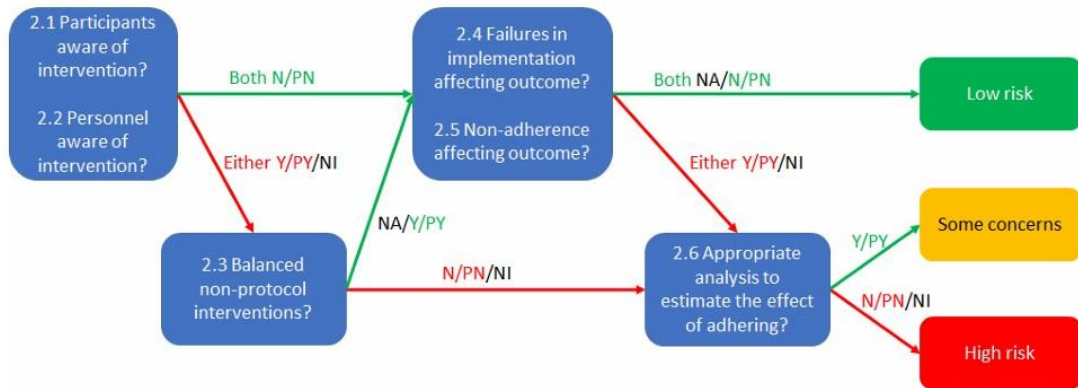 2.1 Participants
aware of
intervention?
2.2 Personnel
aware of
intervention?
Both N/PN
Either Y/PY/NI
2.3 Balanced
non-protocol
interventions?
NA/Y/PY
N/PN/NI
2.4 Failures in
implementation
affecting outcome?
2.5 Non-adherence
affecting outcome?
Both NA/N/PN
Either Y/PY/NI
2.6 Appropriate
analysis to
estimate the effect
of adhering?
Y/PY
N/PN/NI
Low risk
Some concerns
High risk